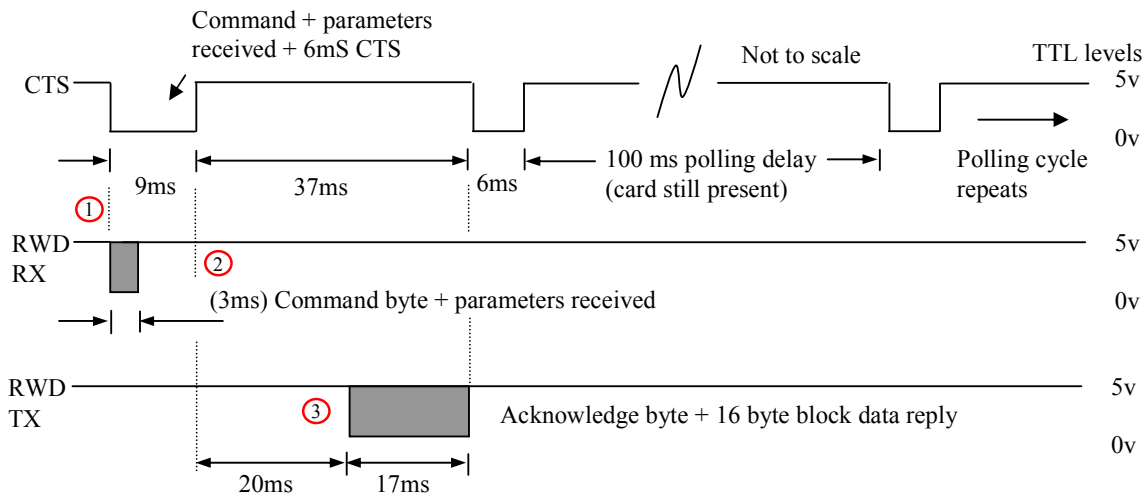 Command + parameters
received + 6mS CTS
Not to scale
TTL levels
CTS
5v
0v
9ms
37ms
6ms
100 ms polling delay
(card still present)
Polling cycle
repeats
1
RWD
RX
5v
2
(3ms) Command byte + parameters received
0v
RWD
TX
5v
3
Acknowledge byte + 16 byte block data reply
0v
20ms
17ms